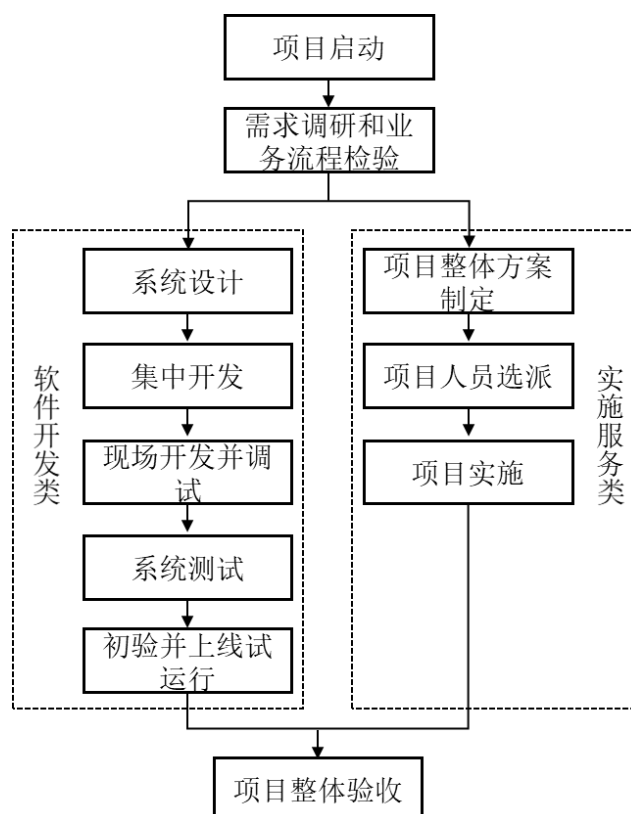 项目启动
需求调研和业
务流程检验
系统设计
集中开发
现场开发并调
试
系统测试
初验并上线试
运行
软件开发类
项目整体方案
制定
项目人员选派
项目实施
实施服务类
项目整体验收